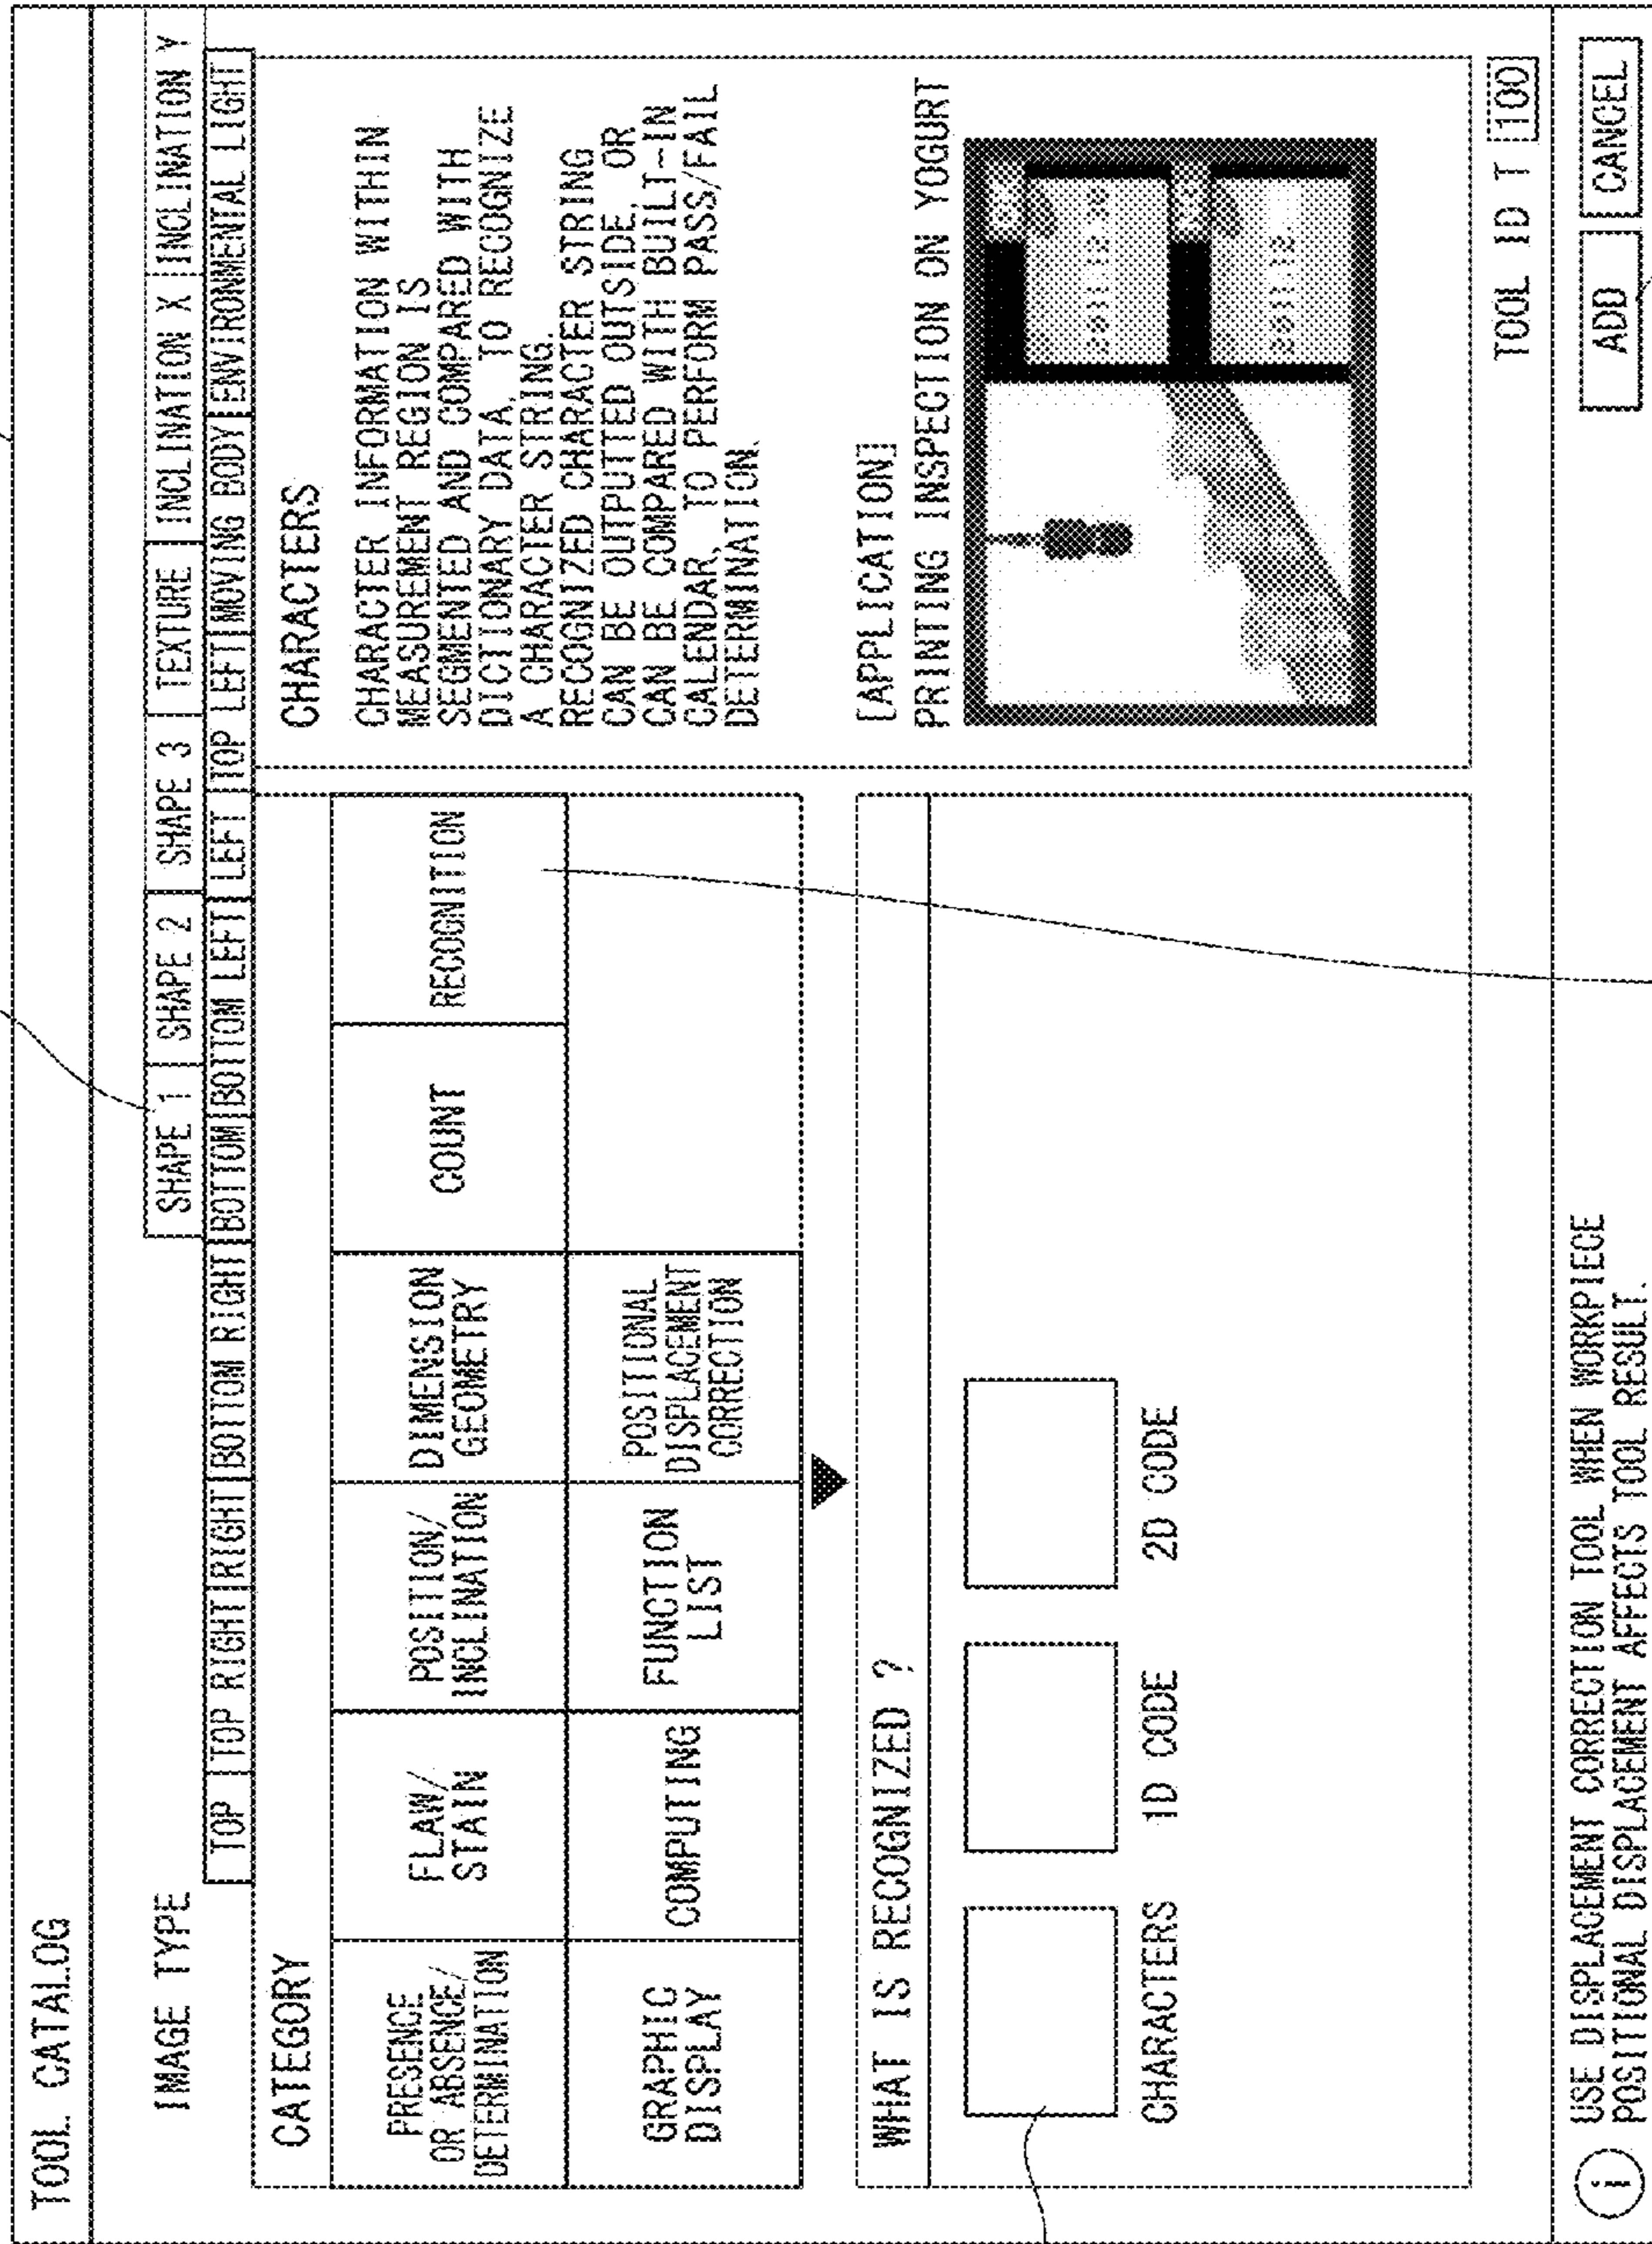 TOOL CATALOG
IMAGE TYPE
SHAPE 1 SHAPE 2 SHAPE 3 TEXTURE INCLINATION X INCLINATION Y
TOP TOP RIGHT RIGHT BOTTOM RIGHT BOTTOM BOTTOM LEFT LEFT TOP LEFT MOVING BODY ENVIRONMENTAL LIGHT
CATEGORY
PRESENCE
OR ABSENCE/
DETERMINATION
FLAW/
STAIN
POSITION/
INCLINATION
DIMENSION
GEOMETRY
COUNT
RECOGNITION
GRAPHIC
DISPLAY
COMPUTING
FUNCTION
LIST
POSITIONAL
DISPLACEMENT
CORRECTION
WHAT IS RECOGNIZED ?
CHARACTERS
1D CODE
2D CODE
CHARACTERS
CHARACTER INFORMATION WITHIN
MEASUREMENT REGION IS
SEGMENTED AND COMPARED WITH
DICTIONARY DATA, TO RECOGNIZE
A CHARACTER STRING.
RECOGNIZED CHARACTER STRING
CAN BE OUTPUTTED OUTSIDE, OR
CAN BE COMPARED WITH BUILT-IN
CALENDAR, TO PERFORM PASS/FAIL
DETERMINATION.
[APPLICATION]
PRINTING INSPECTION ON YOGURT
TOOL ID T 100
i USE DISPLACEMENT CORRECTION TOOL WHEN WORKPIECE
POSITIONAL DISPLACEMENT AFFECTS TOOL RESULT.
ADD CANCEL